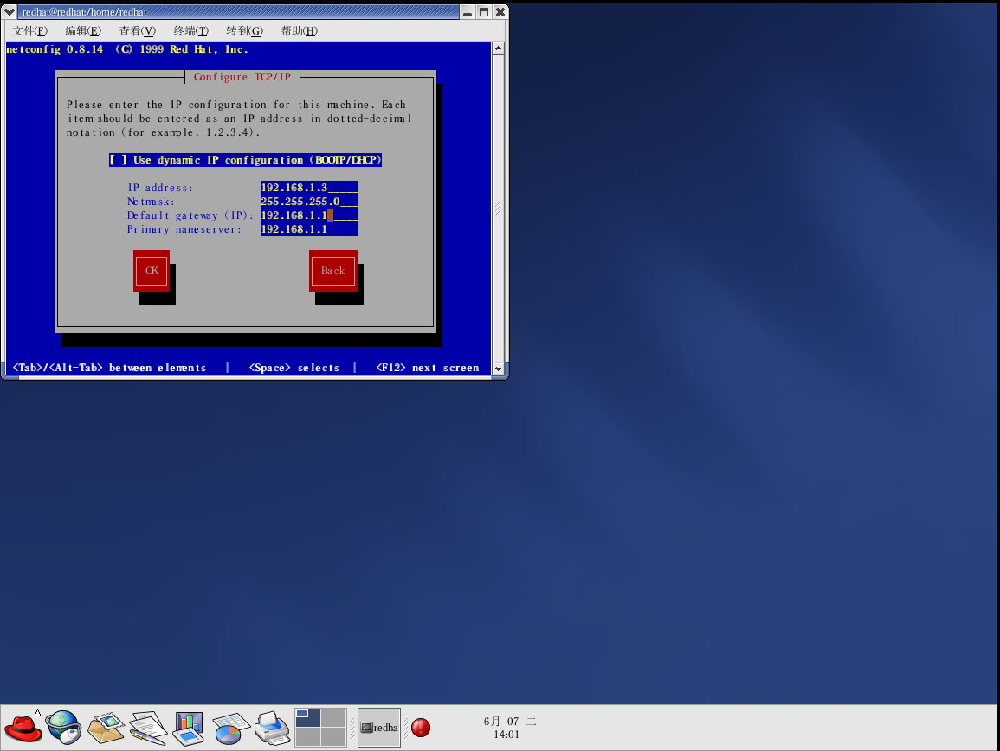 redhat@redhat:/home/redhat
文件(F) 编辑(E) 查看(V) 终端(T) 转到(G) 帮助(H)
netconfig 0.8.14 (C) 1999 Red Hat, Inc.
Configure TCP/IP
Please enter the IP configuration for this machine. Each
item should be entered as an IP address in dotted-decimal
notation (for example, 1.2.3.4).
[ ] Use dynamic IP configuration (BOOTP/DHCP)
IP address: 192.168.1.3_____
Netmask: 255.255.255.0___
Default gateway (IP): 192.168.1.1_____
Primary nameserver: 192.168.1.1_____
OK Back
<Tab>/<Alt-Tab> between elements | <Space> selects | <F12> next screen
redha
6月 07 二
14:01